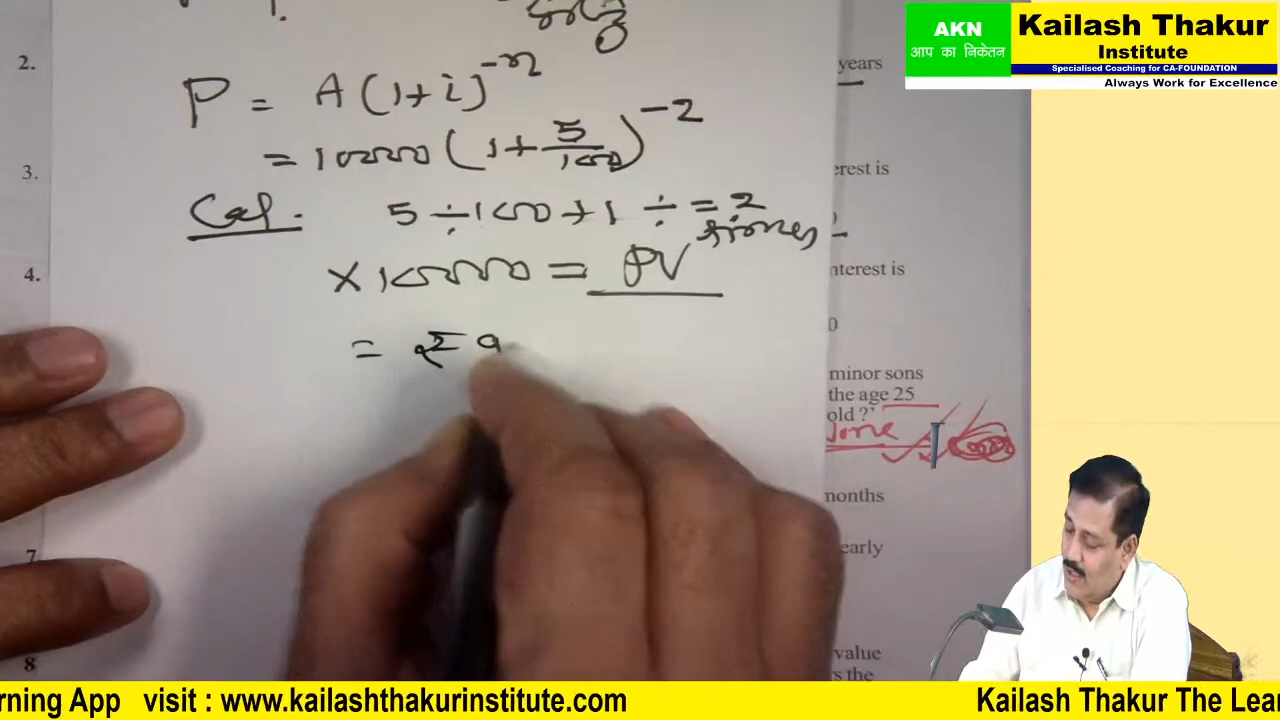 AKN
आप का निकेतन
Kailash Thakur
Institute
Specialised Coaching for CA-FOUNDATION
Always Work for Excellence
2.
years
P = A(1+i)^-n
= 10000 (1+ 5/100)^-2
3.
erest is
Cal. 5 ÷ 100 + 1 ÷ = 2 times
4.
nterest is
× 10000 = PV
0
= ₹ 9
minor sons
the age 25
old ?'
months
7
early
value
8
s the
rning App visit : www.kailashthakurinstitute.com
Kailash Thakur The Lear